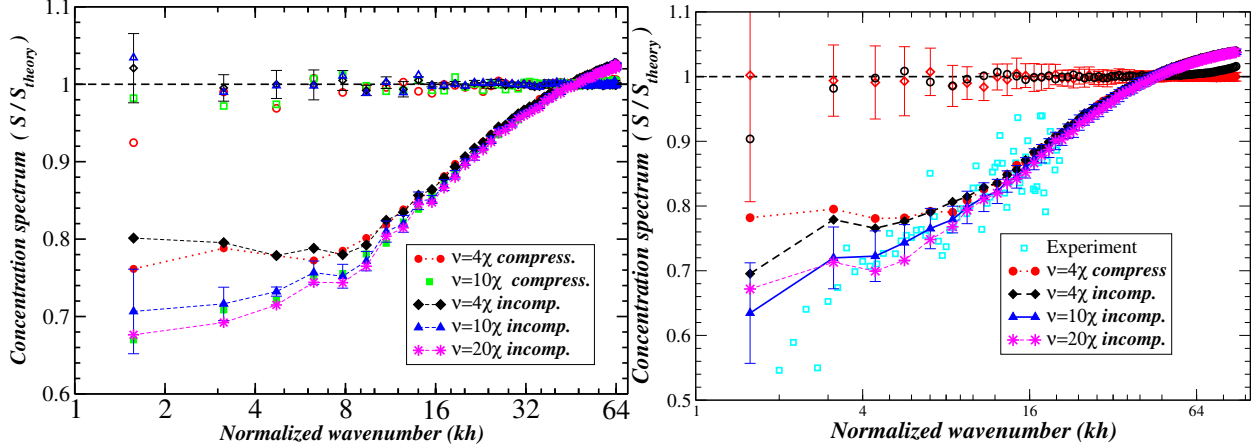 1.1
1
0.9
0.8
0.7
0.6
Concentration spectrum ( S / S_theory )
ν=4χ compress.
ν=10χ compress.
ν=4χ incomp.
ν=10χ incomp.
ν=20χ incomp.
1 2 4 8 16 32 64
Normalized wavenumber (kh)
1.1
1
0.9
0.8
0.7
0.6
0.5
Concentration spectrum ( S / S_theory )
Experiment
ν=4χ compress
ν=4χ incomp.
ν=10χ incomp.
ν=20χ incomp.
1 4 16 64
Normalized wavenumber (kh)